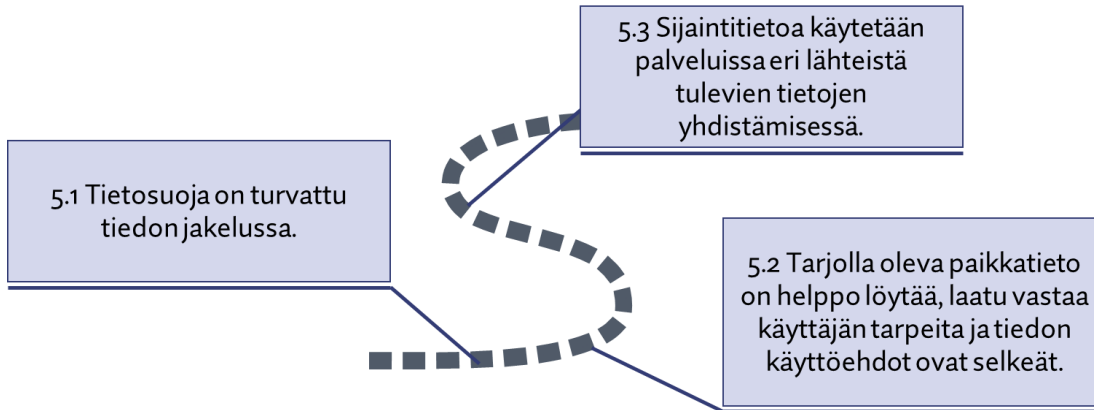 5.3 Sijaintitietoa käytetään
palveluissa eri lähteistä
tulevien tietojen
yhdistämisessä.
5.1 Tietosuoja on turvattu
tiedon jakelussa.
5.2 Tarjolla oleva paikkatieto
on helppo löytää, laatu vastaa
käyttäjän tarpeita ja tiedon
käyttöehdot ovat selkeät.